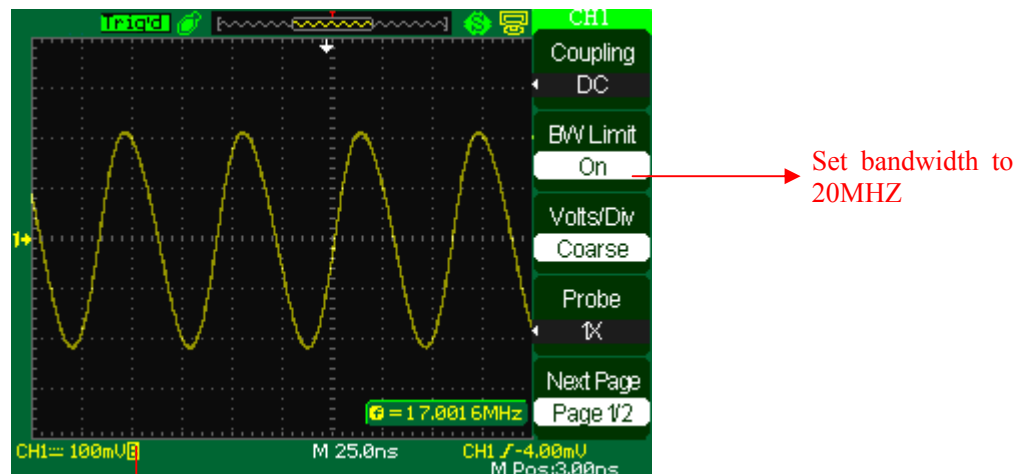 Trig'd
CH1
Coupling
DC
BW Limit
On
Set bandwidth to
20MHZ
Volts/Div
Coarse
Probe
1X
Next Page
Page 1/2
f = 17.0016MHz
1
CH1 100mV B
M 25.0ns
CH1 -4.00mV
M Pos:3.00ns